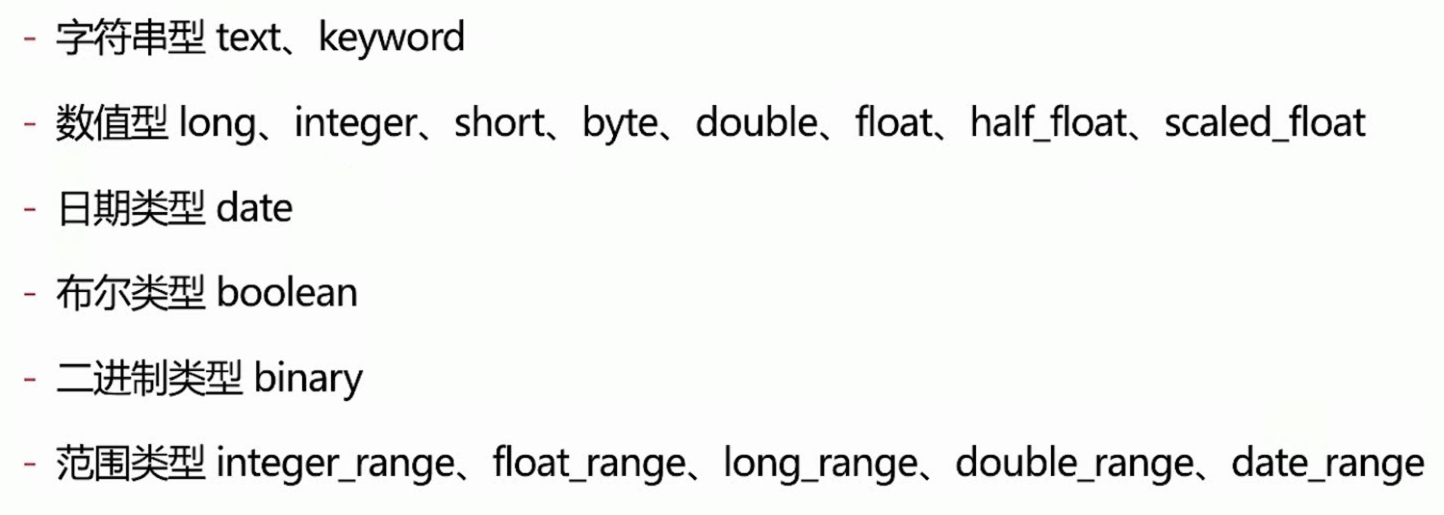 - 字符串型 text、keyword
- 数值型 long、integer、short、byte、double、float、half_float、scaled_float
- 日期类型 date
- 布尔类型 boolean
- 二进制类型 binary
- 范围类型 integer_range、float_range、long_range、double_range、date_range